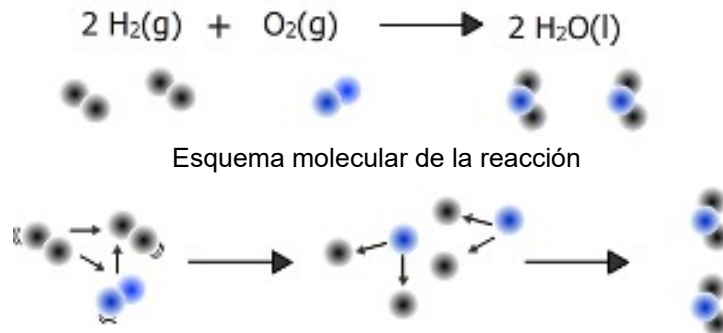 2 H₂(g) + O₂(g) ⟶ 2 H₂O(l)
Esquema molecular de la reacción